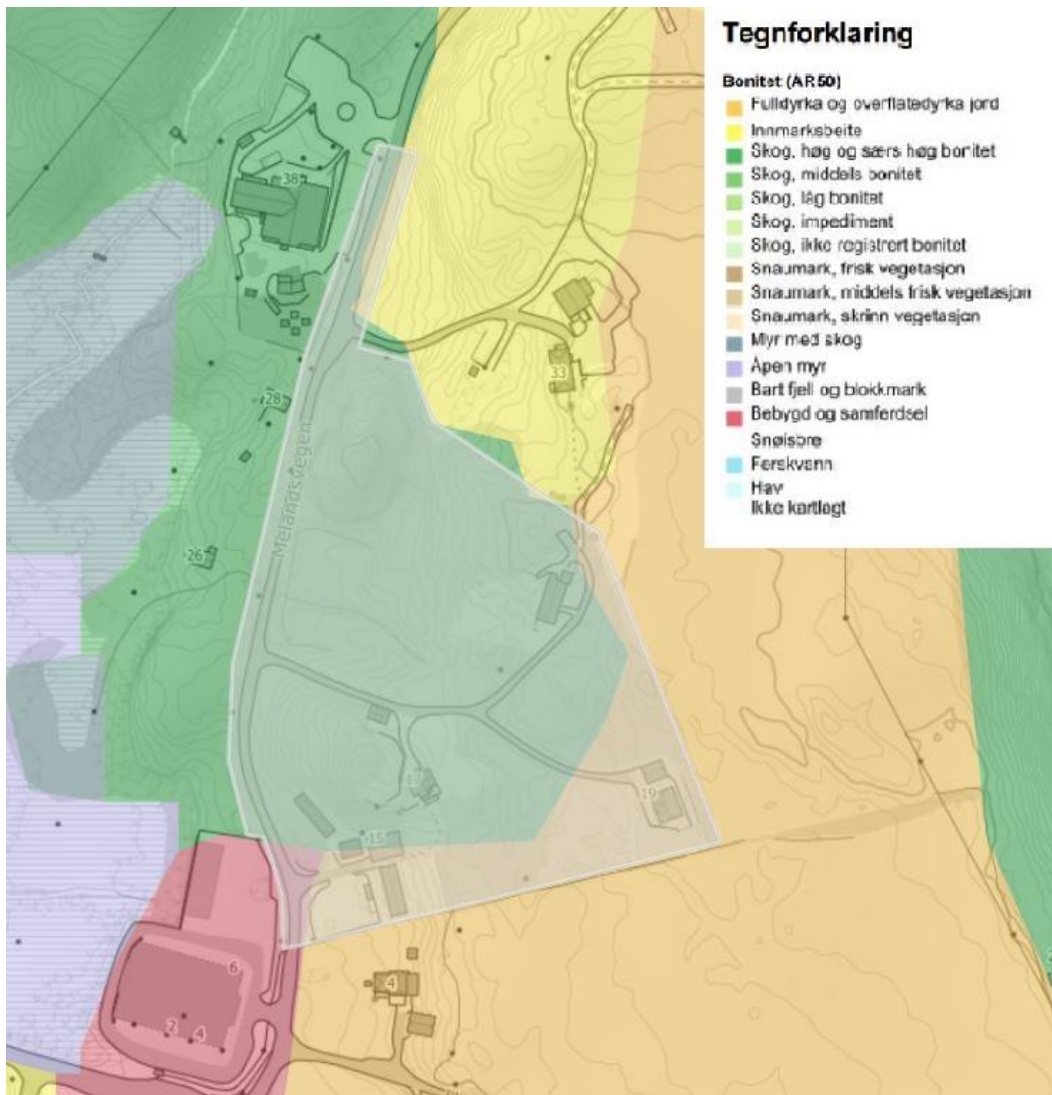 Tegnforklaring
Bonitet (AR50)
Fulldyrka og overflatedyrka jord
Innmarksbeite
Skog, høg og særs høg bonitet
Skog, middels bonitet
Skog, låg bonitet
Skog, impediment
Skog, ikke registrert bonitet
Snaumark, frisk vegetasjon
Snaumark, middels frisk vegetasjon
Snaumark, skrinn vegetasjon
Myr med skog
Åpen myr
Bart fjell og blokkmark
Bebygd og samferdsel
Snøisbre
Ferskvann
Hav
Ikke kartlagt
38
33
28
Melandsvegen
26
17
19
15
6
4
2
4